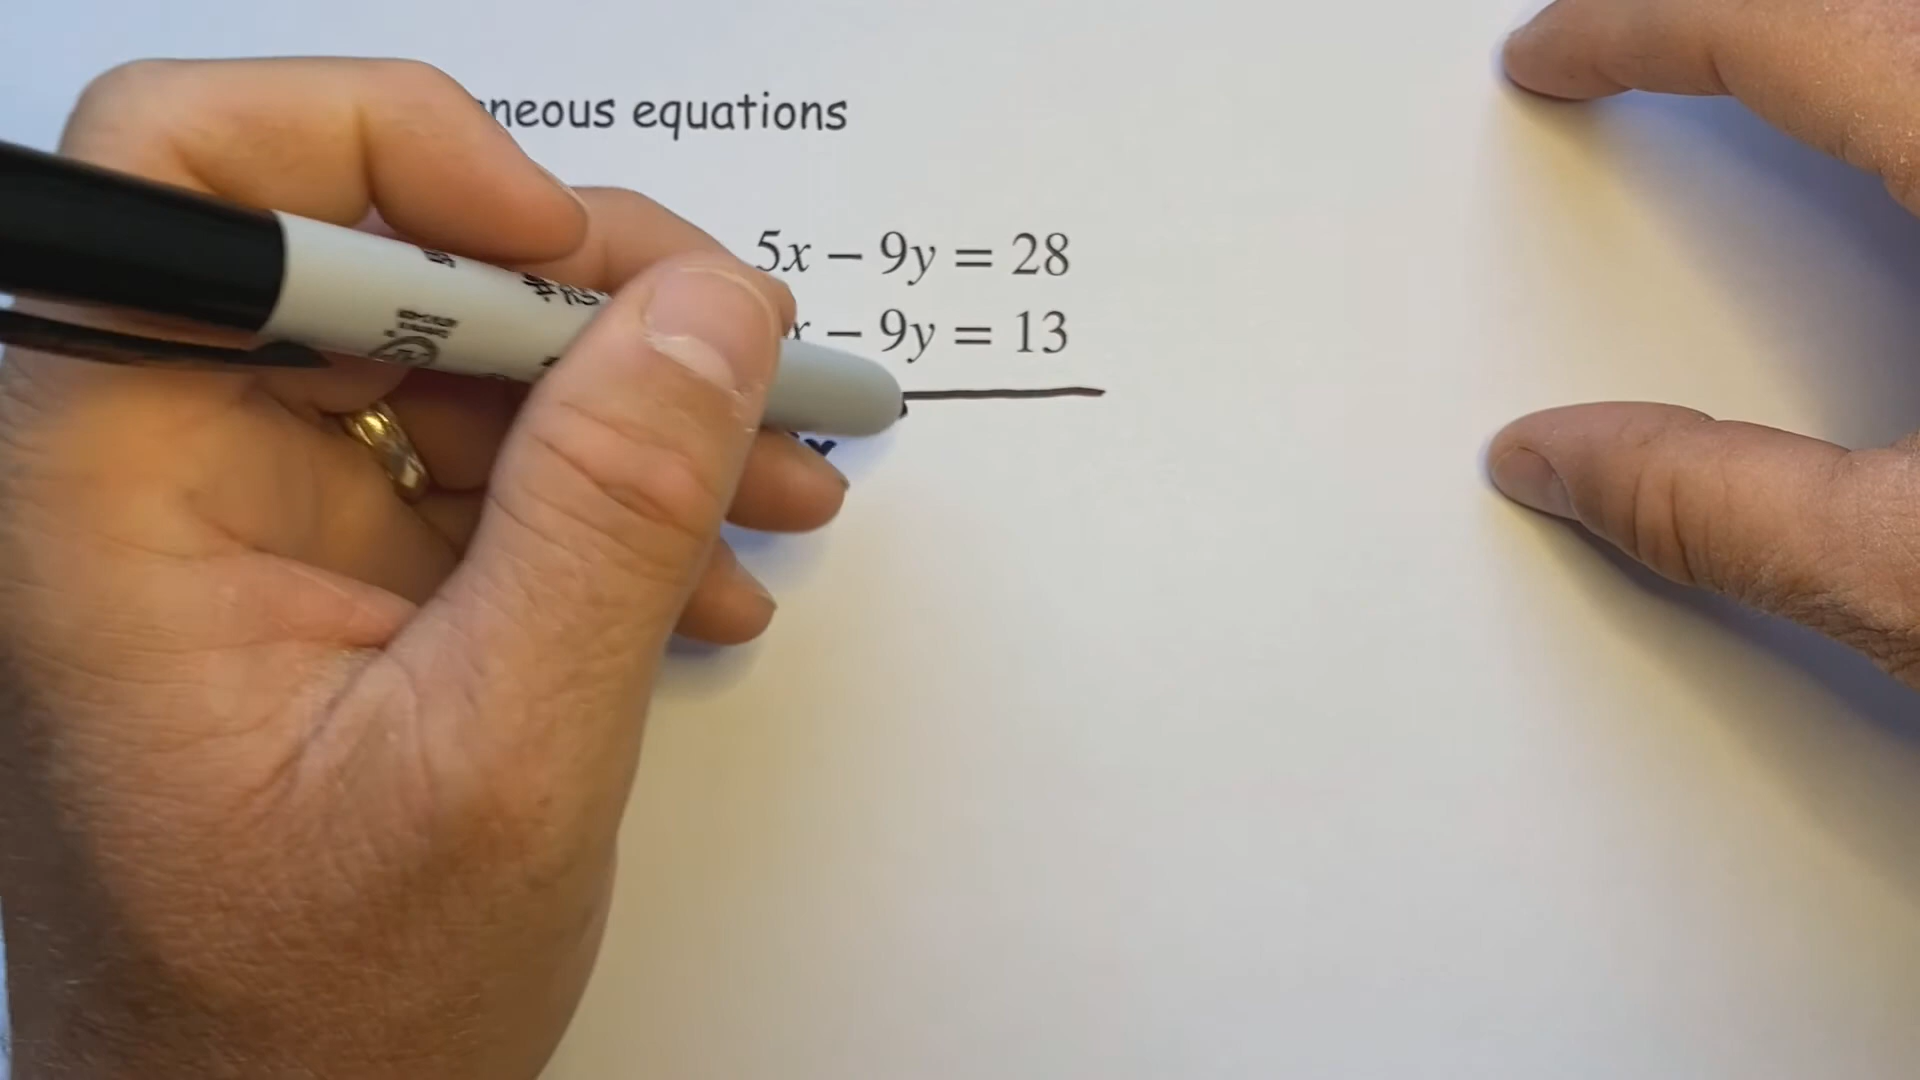 neous equations
5x − 9y = 28
x − 9y = 13
x